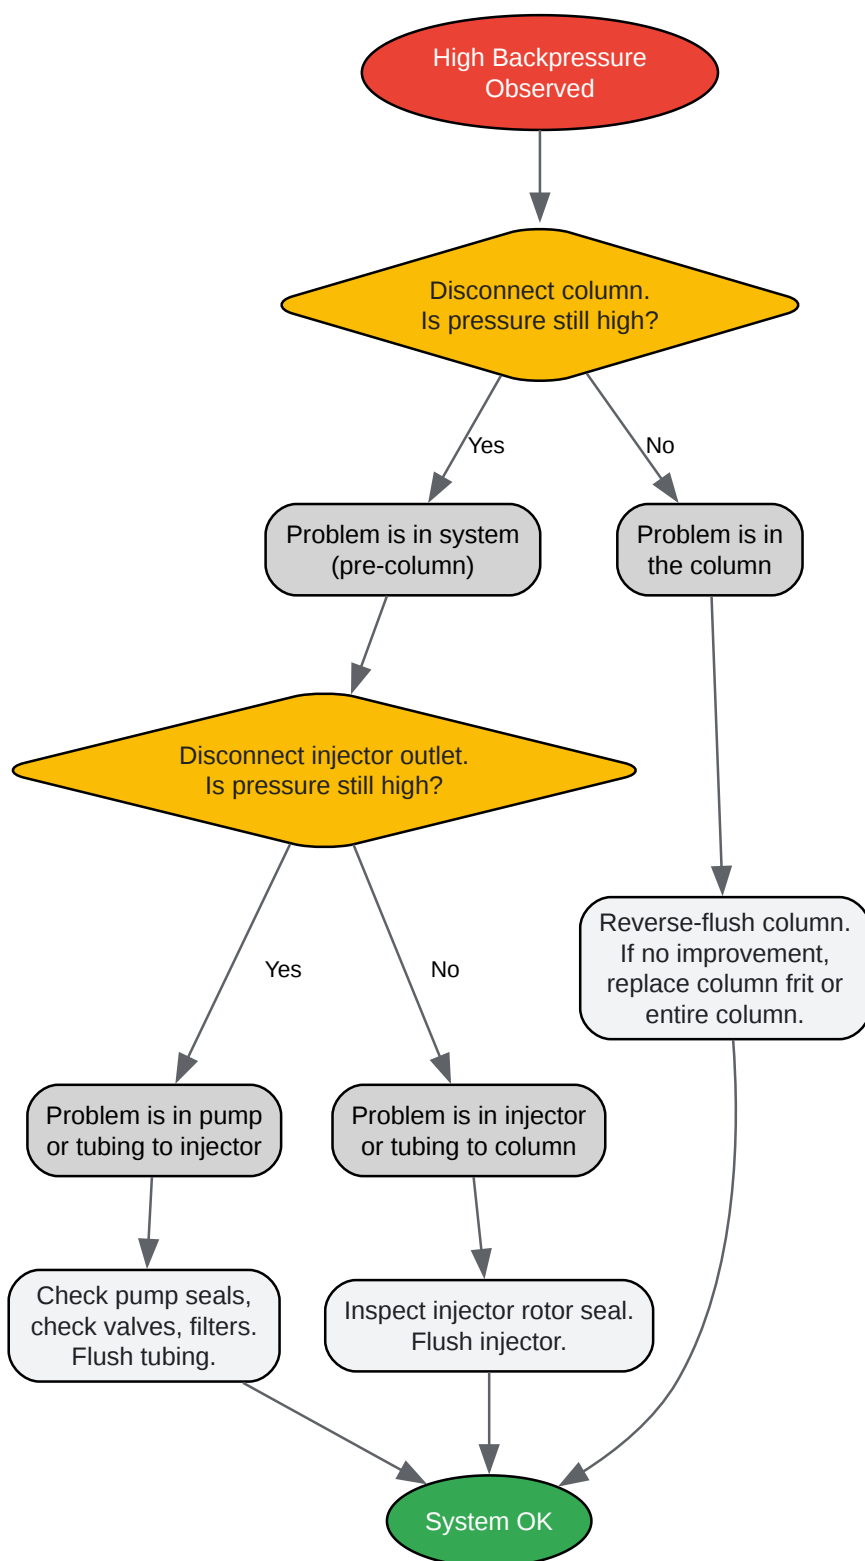 High Backpressure
Observed
Disconnect column.
Is pressure still high?
Yes
No
Problem is in system
(pre-column)
Problem is in
the column
Disconnect injector outlet.
Is pressure still high?
Reverse-flush column.
If no improvement,
replace column frit or
entire column.
Yes
No
Problem is in pump
or tubing to injector
Problem is in injector
or tubing to column
Check pump seals,
check valves, filters.
Flush tubing.
Inspect injector rotor seal.
Flush injector.
System OK